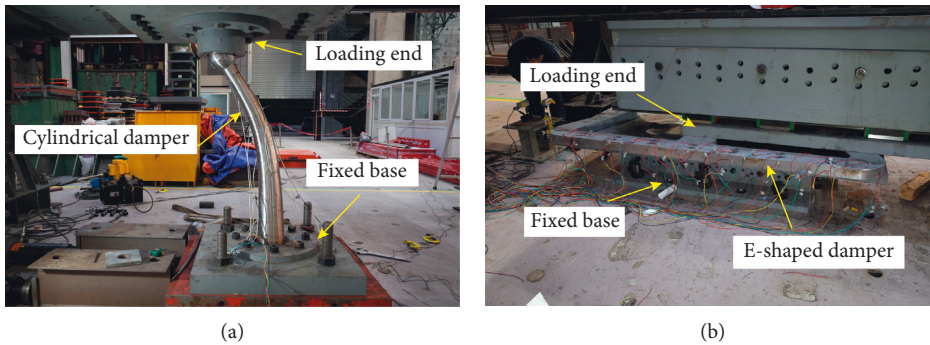 Loading end
Cylindrical damper
Fixed base
(a)
Loading end
Fixed base
E-shaped damper
(b)